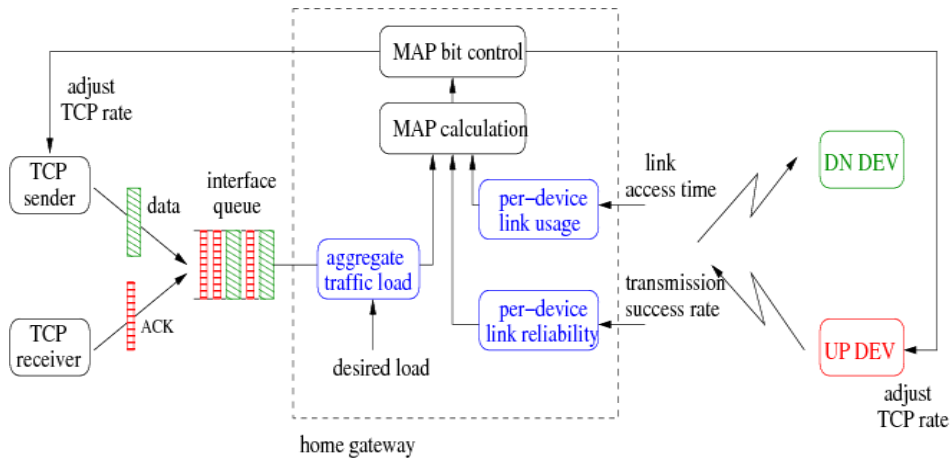 MAP bit control
adjust
TCP rate
MAP calculation
TCP
sender
data
interface
queue
per-device
link usage
link
access time
DN DEV
aggregate
traffic load
TCP
receiver
ACK
per-device
link reliability
transmission
success rate
UP DEV
desired load
adjust
TCP rate
home gateway